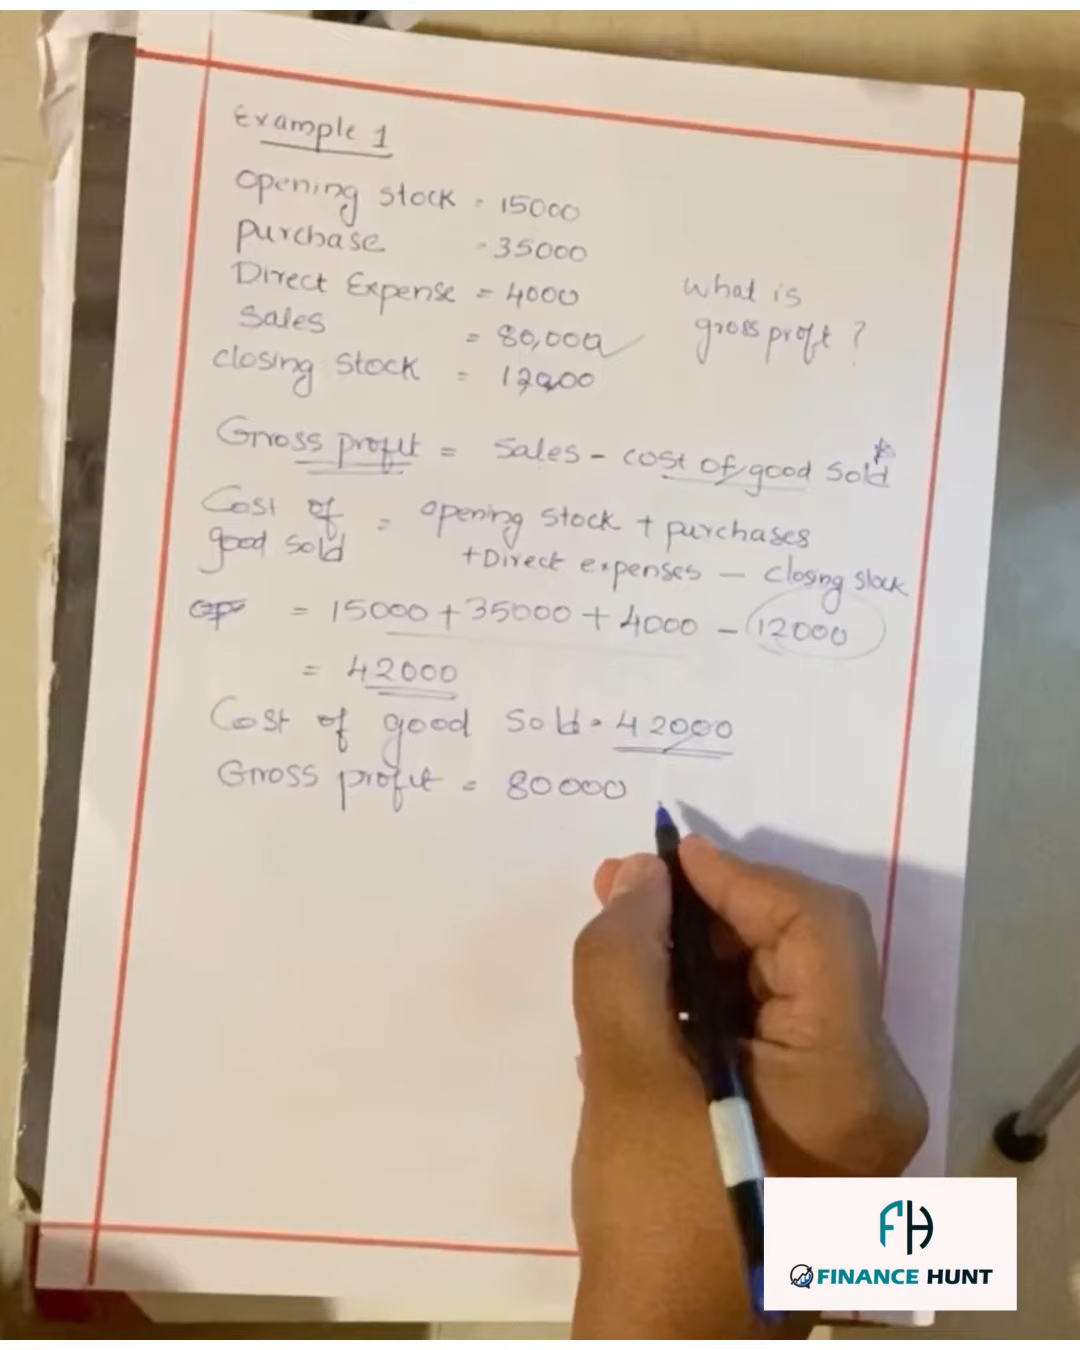 Example 1
opening stock = 15000
purchase = 35000
Direct Expense = 4000
Sales = 80,000
closing stock = 12000
What is
gross proft ?
Gross profit = Sales - cost of good sold *
Cost of good sold = opening stock + purchases
+ Direct expenses - closing stock
= 15000 + 35000 + 4000 - 12000
= 42000
Cost of good sold = 42000
Gross profit = 80000
FH
FINANCE HUNT